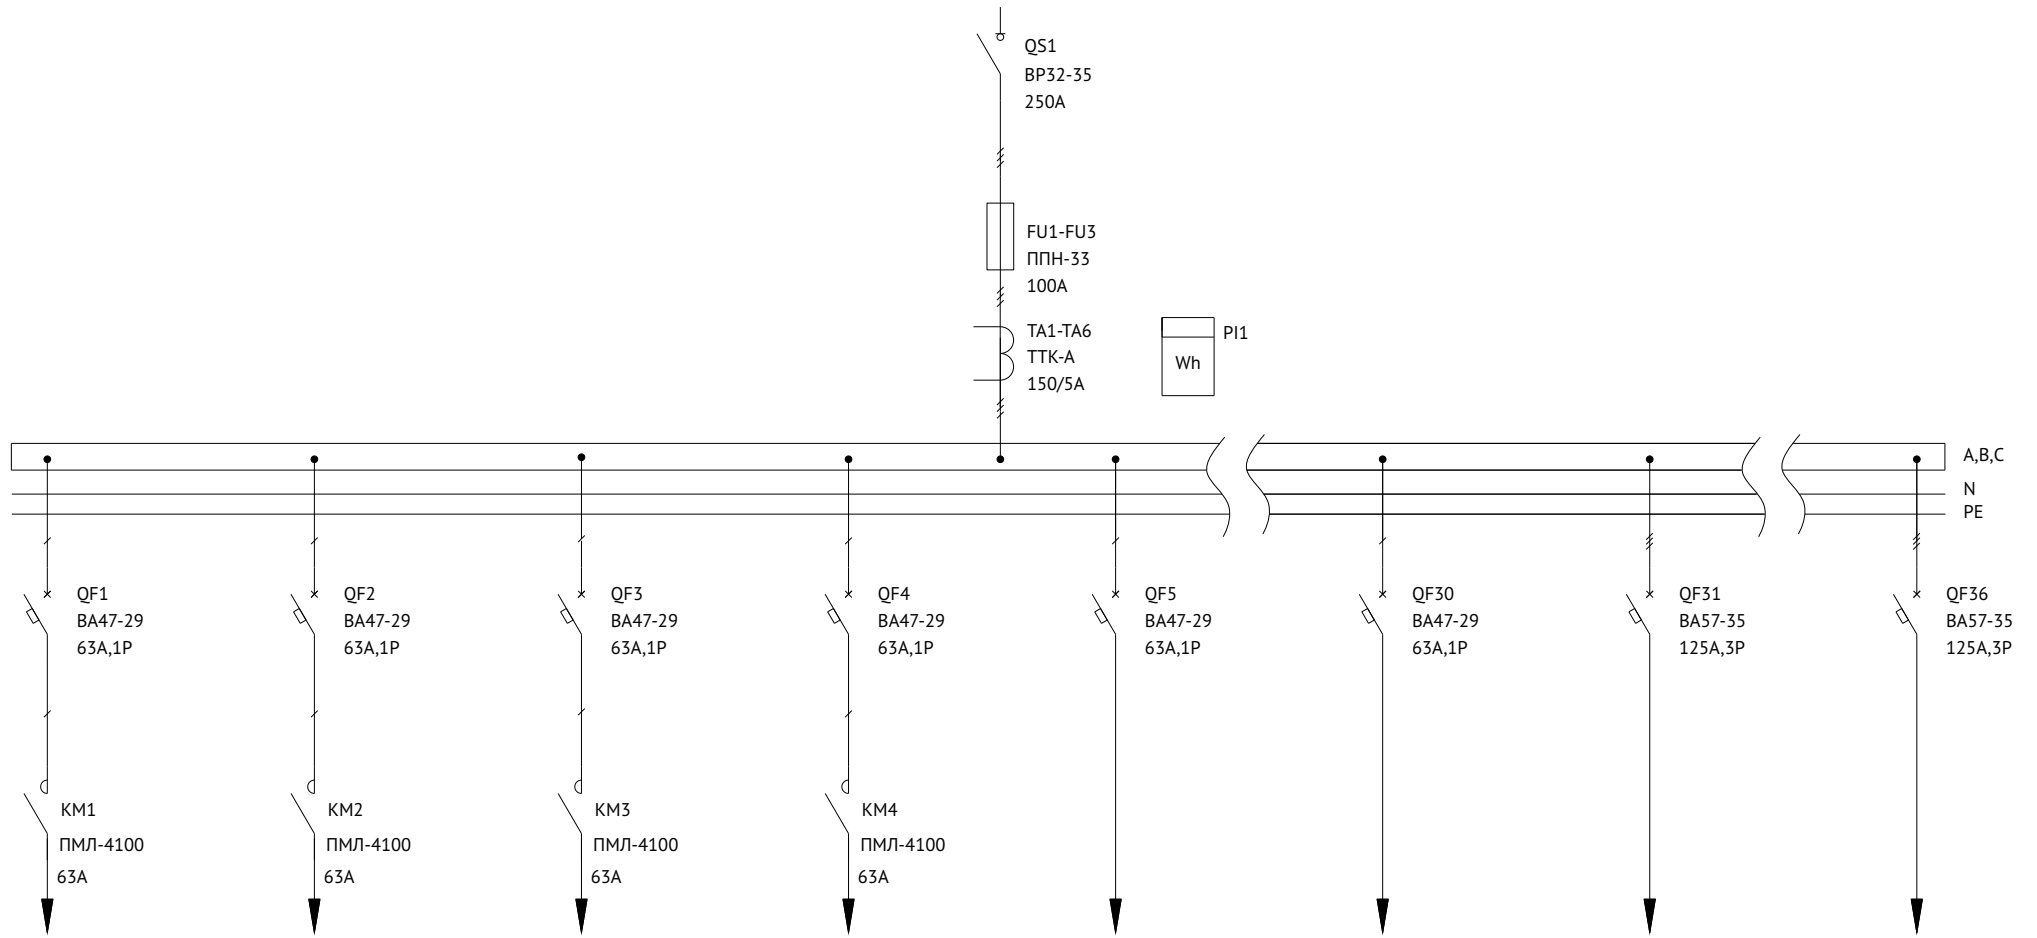 QS1
ВР32-35
250А
FU1-FU3
ППН-33
100А
ТА1-ТА6
ТТК-А
150/5А
PI1
Wh
А,В,С
N
PE
QF1
ВА47-29
63А,1Р
QF2
ВА47-29
63А,1Р
QF3
ВА47-29
63А,1Р
QF4
ВА47-29
63А,1Р
QF5
ВА47-29
63А,1Р
QF30
ВА47-29
63А,1Р
QF31
ВА57-35
125А,3Р
QF36
ВА57-35
125А,3Р
КМ1
ПМЛ-4100
63А
КМ2
ПМЛ-4100
63А
КМ3
ПМЛ-4100
63А
КМ4
ПМЛ-4100
63А